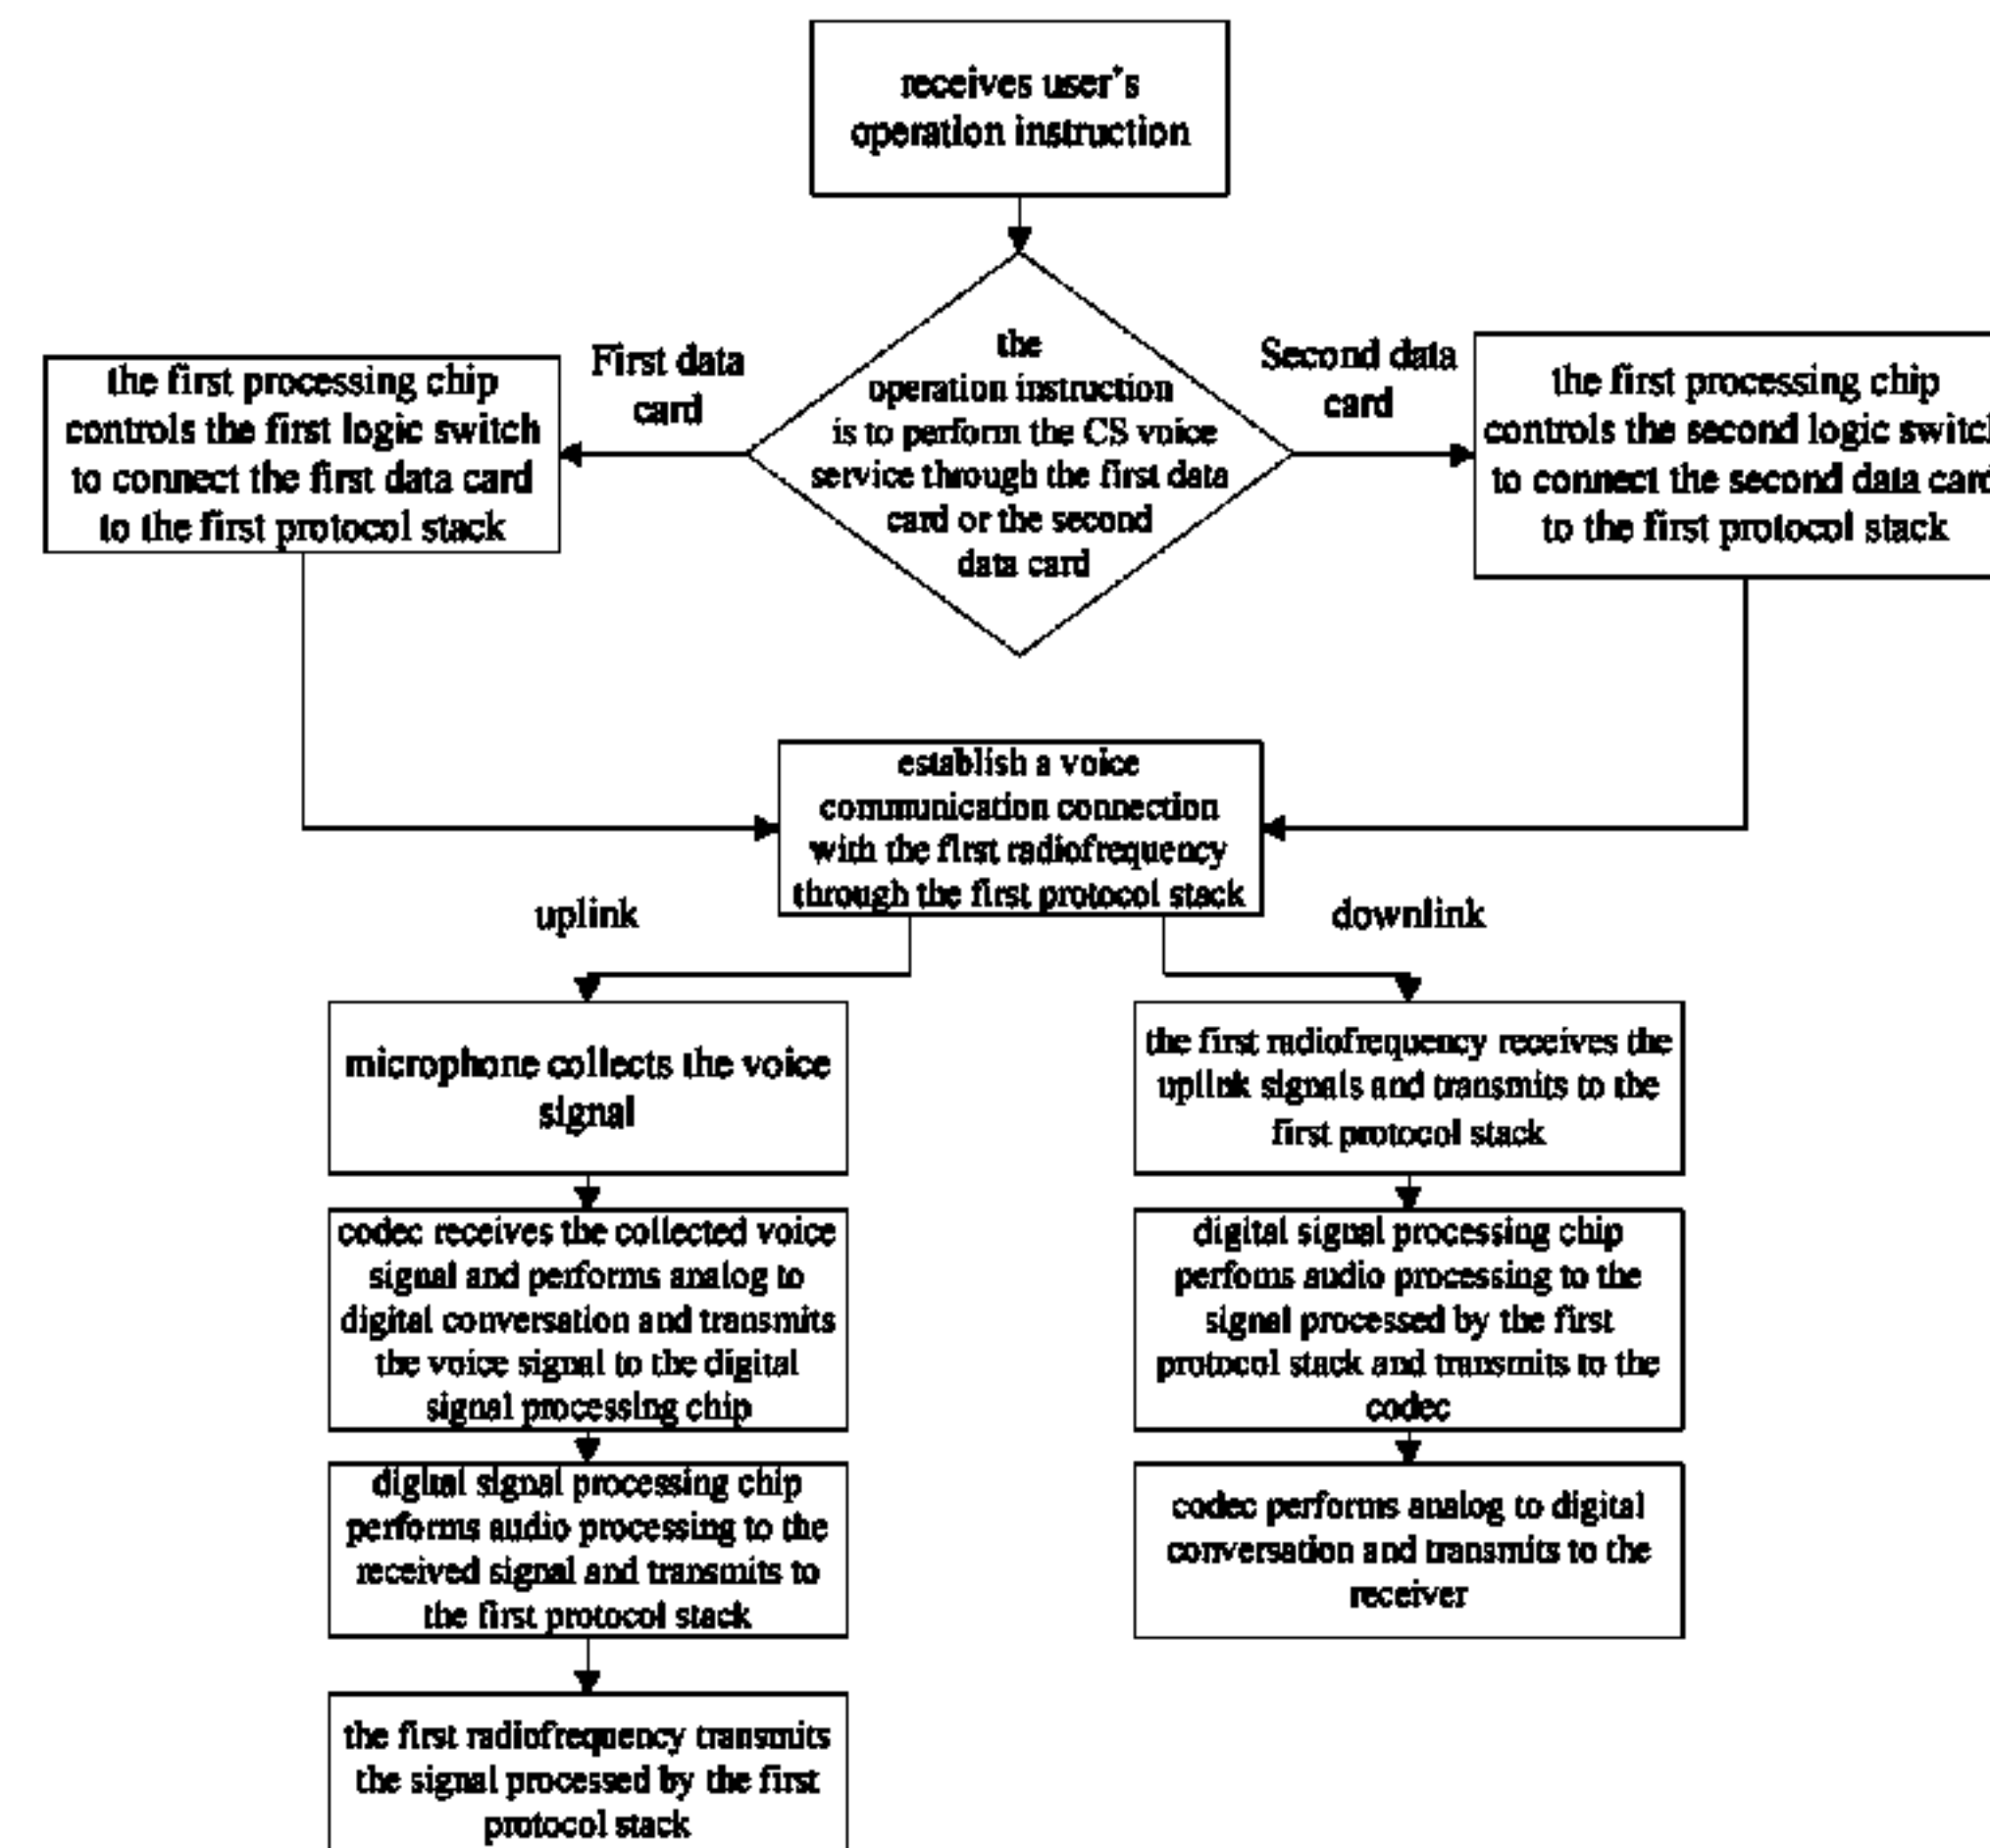 receives user's
operation instruction
First data
card
the
operation instruction
is to perform the CS voice
service through the first data
card or the second
data card
Second data
card
the first processing chip
controls the first logic switch
to connect the first data card
to the first protocol stack
the first processing chip
controls the second logic switch
to connect the second data card
to the first protocol stack
establish a voice
communication connection
with the first radiofrequency
through the first protocol stack
uplink
downlink
microphone collects the voice
signal
codec receives the collected voice
signal and performs analog to
digital conversation and transmits
the voice signal to the digital
signal processing chip
digital signal processing chip
performs audio processing to the
received signal and transmits to
the first protocol stack
the first radiofrequency transmits
the signal processed by the first
protocol stack
the first radiofrequency receives the
uplink signals and transmits to the
first protocol stack
digital signal processing chip
perfoms audio processing to the
signal processed by the first
protocol stack and transmits to the
codec
codec performs analog to digital
conversation and transmits to the
receiver